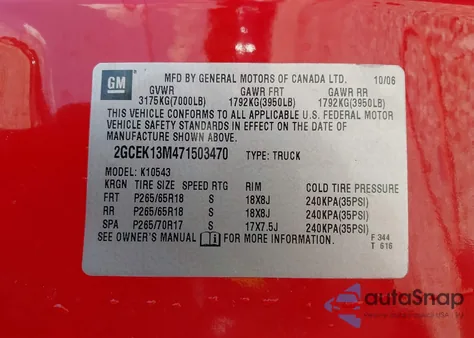 GM
MFD BY GENERAL MOTORS OF CANADA LTD. 10/06
GVWR GAWR FRT GAWR RR
3175KG(7000LB) 1792KG(3950LB) 1792KG(3950LB)
THIS VEHICLE CONFORMS TO ALL APPLICABLE U.S. FEDERAL MOTOR
VEHICLE SAFETY STANDARDS IN EFFECT ON THE DATE OF
MANUFACTURE SHOWN ABOVE.
2GCEK13M471503470 TYPE: TRUCK
MODEL: K10543
KRGN TIRE SIZE SPEED RTG RIM COLD TIRE PRESSURE
FRT P265/65R18 S 18X8J 240KPA(35PSI)
RR P265/65R18 S 18X8J 240KPA(35PSI)
SPA P265/70R17 S 17X7.5J 240KPA(35PSI)
SEE OWNER'S MANUAL FOR MORE INFORMATION. F 344
T 616
autoSnap